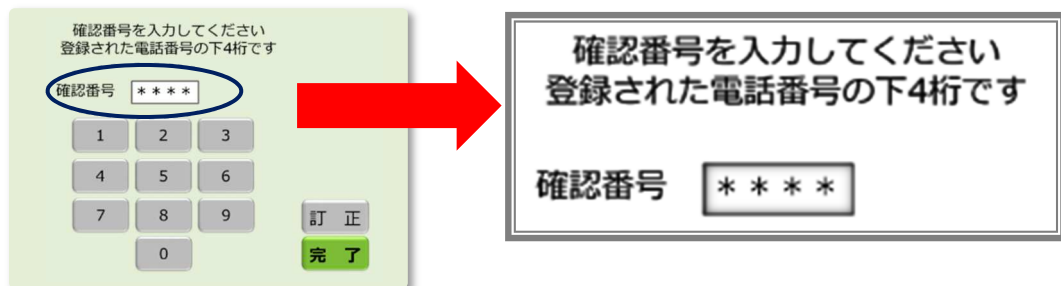 確認番号を入力してください
登録された電話番号の下4桁です
確認番号 ****
1 2 3
4 5 6
7 8 9
0
訂 正
完 了
確認番号を入力してください
登録された電話番号の下4桁です
確認番号 ****